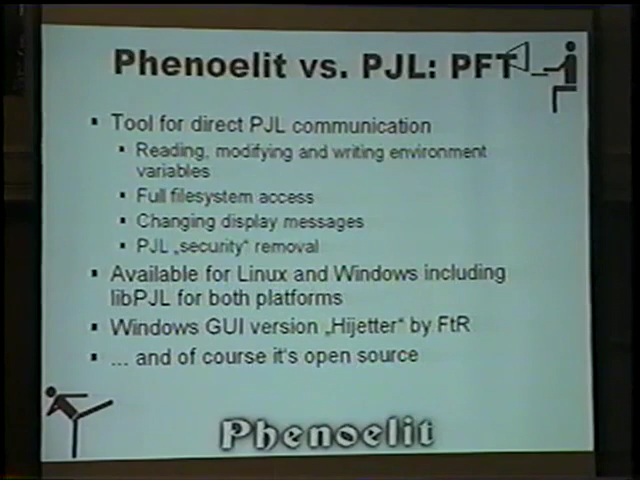 Phenoelit vs. PJL: PFT
Tool for direct PJL communication
Reading, modifying and writing environment
variables
Full filesystem access
Changing display messages
PJL „security“ removal
Available for Linux and Windows including
libPJL for both platforms
Windows GUI version „Hijetter“ by FtR
... and of course it's open source
Phenoelit